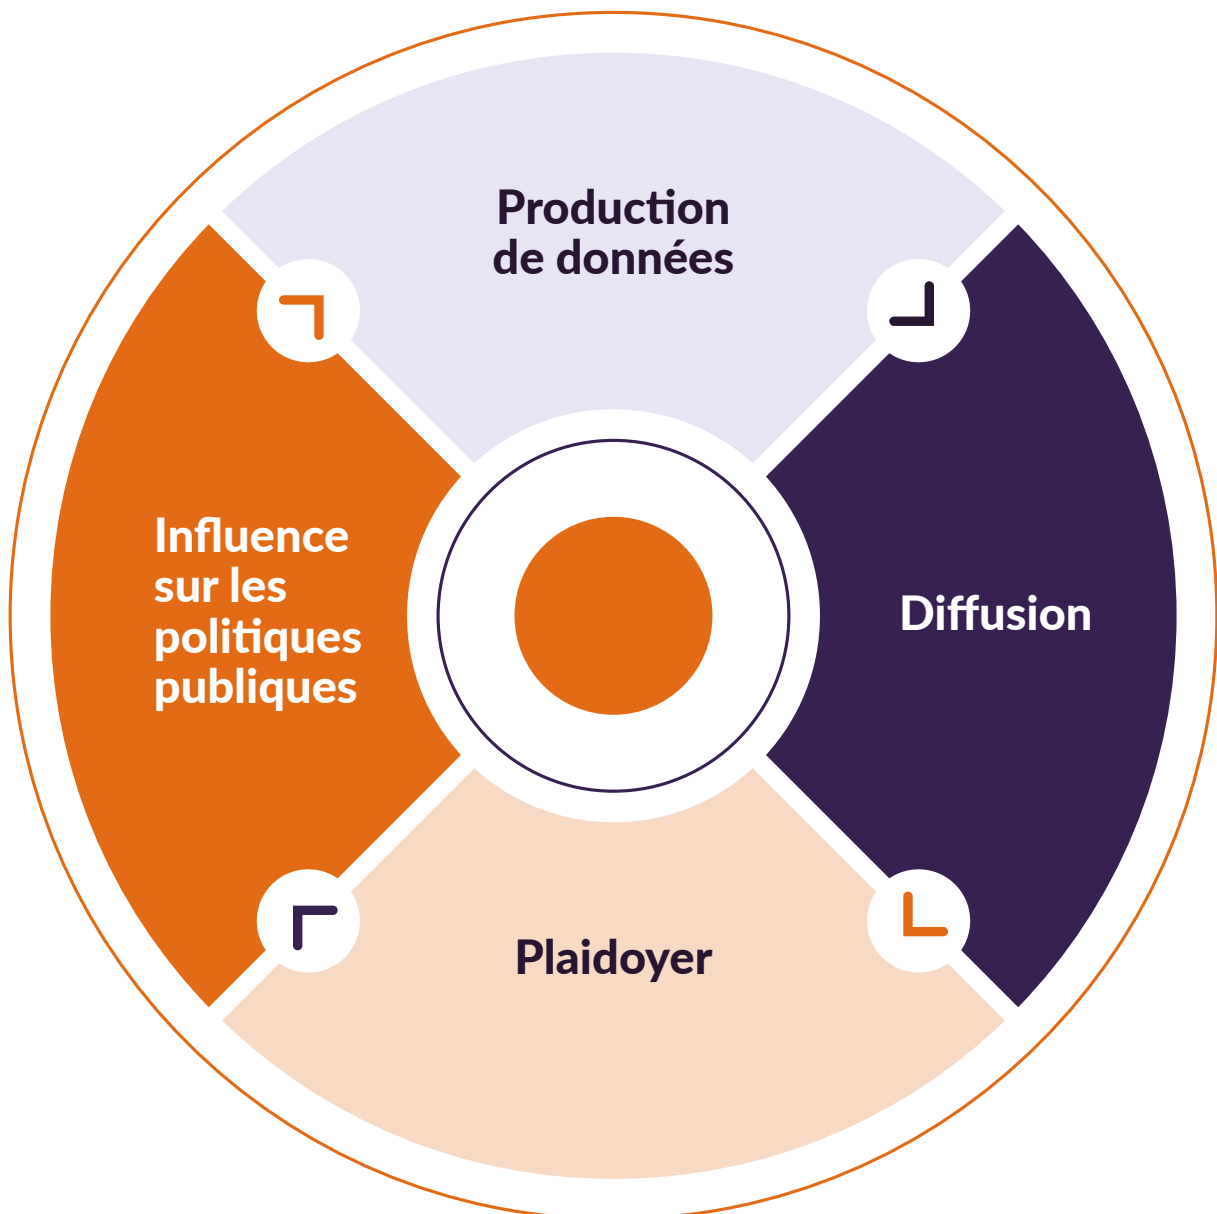 Production
de données
Influence
sur les
politiques
publiques
Diffusion
Plaidoyer